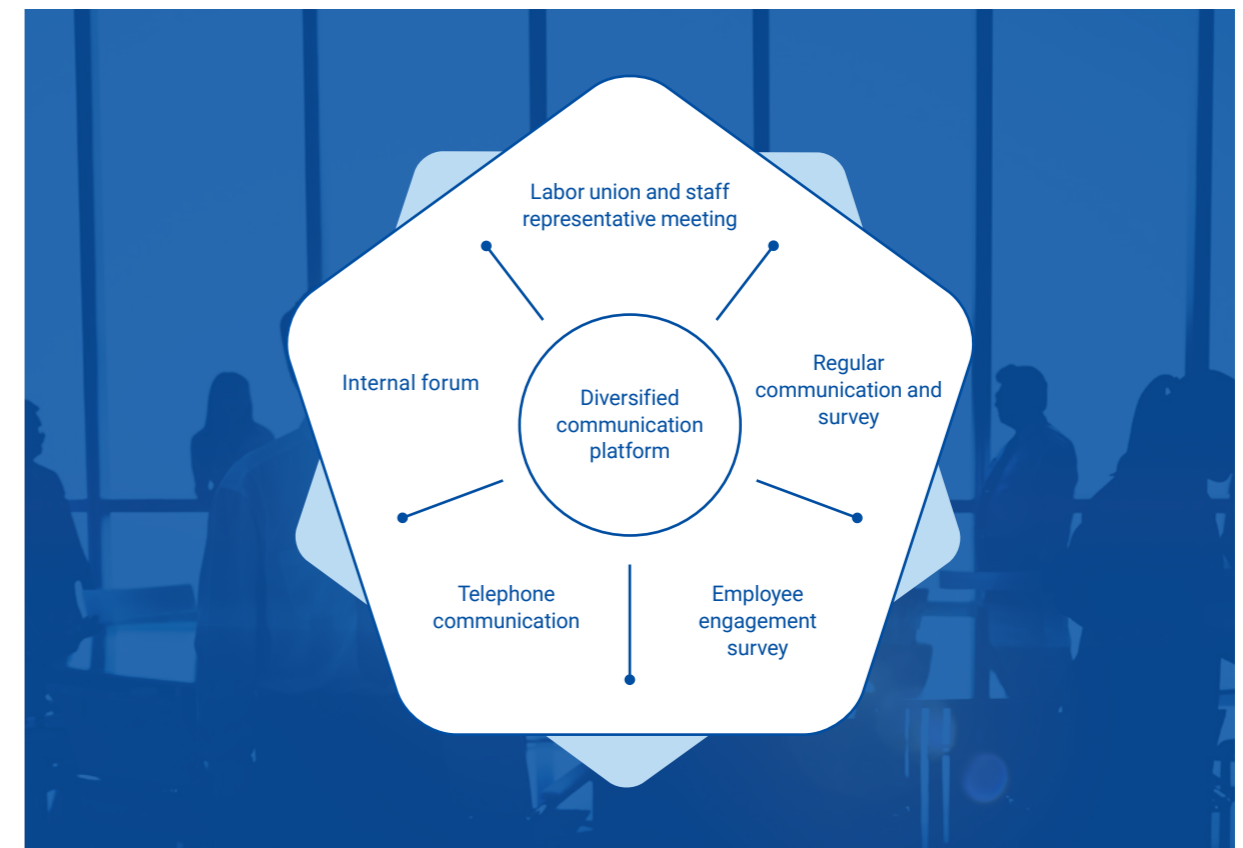 Labor union and staff
representative meeting
Internal forum
Diversified
communication
platform
Regular
communication and
survey
Telephone
communication
Employee
engagement
survey